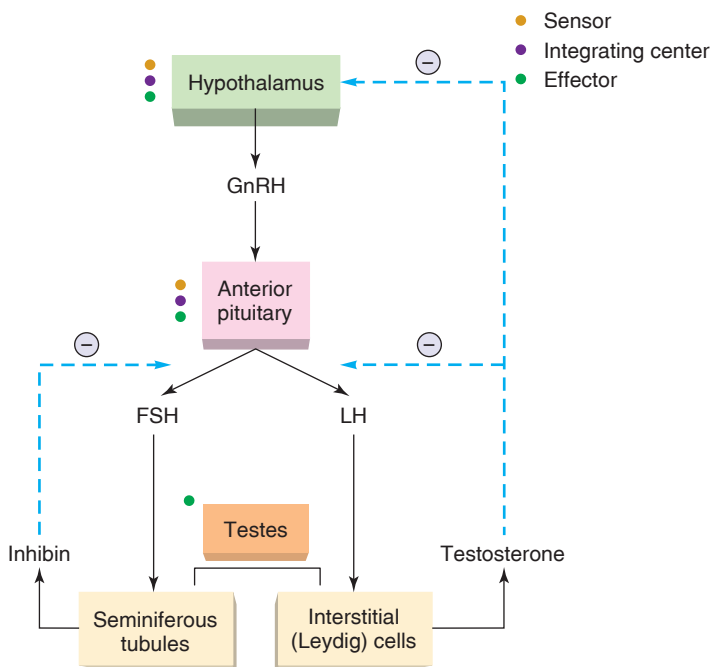 Sensor
Integrating center
Effector
−
Hypothalamus
GnRH
Anterior
pituitary
−
−
FSH
LH
Testes
Inhibin
Testosterone
Seminiferous
tubules
Interstitial
(Leydig) cells